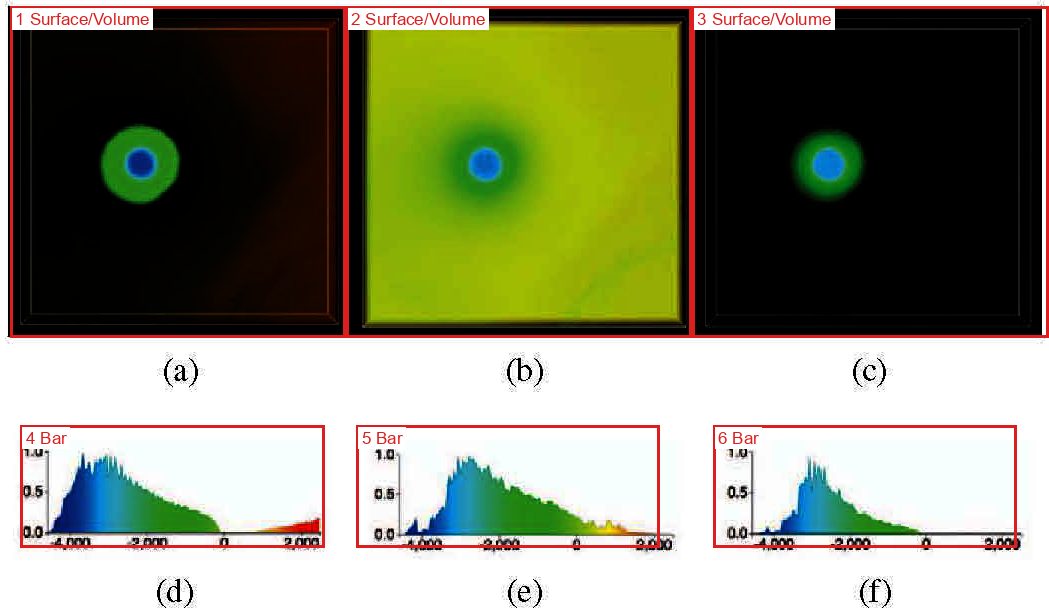 1 Surface/Volume
2 Surface/Volume
3 Surface/Volume
(a)
(b)
(c)
4 Bar
5 Bar
6 Bar
1.0
1.0
1.0
0.5
0.5
0.5
0.0
0.0
0.0
-4,000 -2,000 0 2,000
-4,000 -2,000 0 2,000
-4,000 -2,000 0 2,000
(d)
(e)
(f)